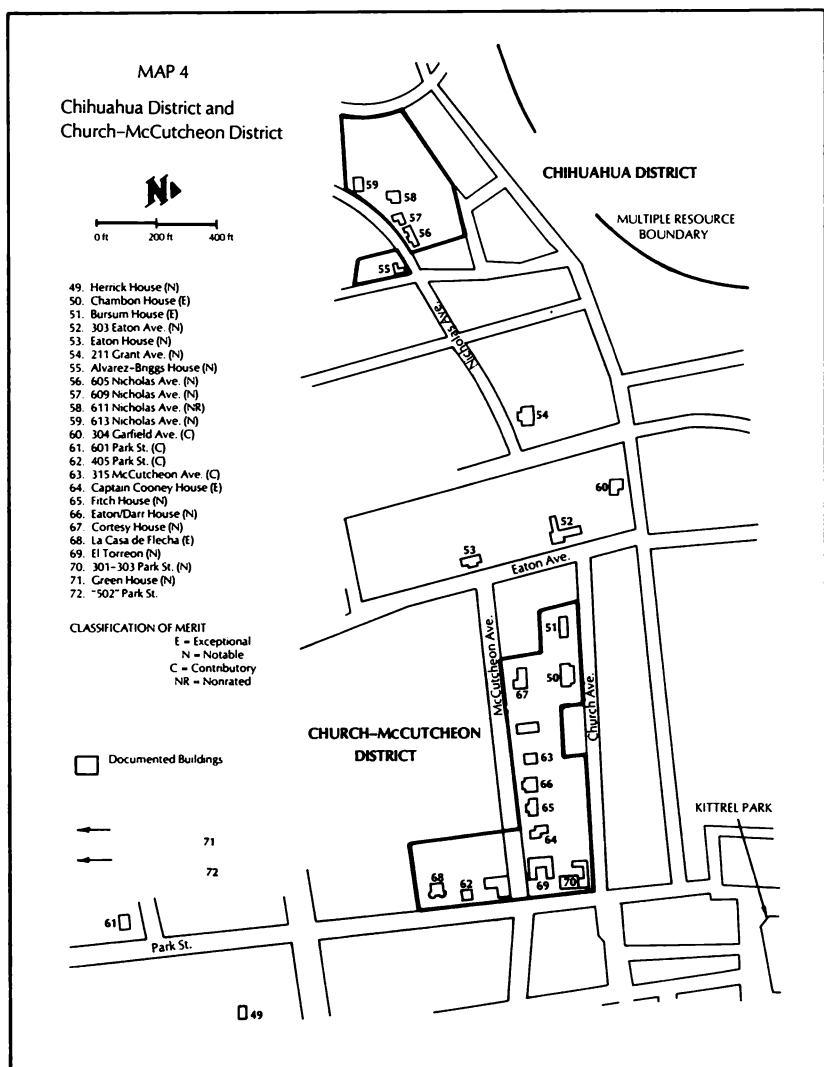 MAP 4
Chihuahua District and
Church–McCutcheon District
N
0 ft 200 ft 400 ft
49. Herrick House (N)
50. Chambon House (E)
51. Bursum House (E)
52. 303 Eaton Ave. (N)
53. Eaton House (N)
54. 211 Grant Ave. (N)
55. Alvarez-Briggs House (N)
56. 605 Nicholas Ave. (N)
57. 609 Nicholas Ave. (N)
58. 611 Nicholas Ave. (NR)
59. 613 Nicholas Ave. (N)
60. 304 Garfield Ave. (C)
61. 601 Park St. (C)
62. 405 Park St. (C)
63. 315 McCutcheon Ave. (C)
64. Captain Cooney House (E)
65. Fitch House (N)
66. Eaton/Darr House (N)
67. Cortesy House (N)
68. La Casa de Flecha (E)
69. El Torreon (N)
70. 301-303 Park St. (N)
71. Green House (N)
72. "502" Park St.
CLASSIFICATION OF MERIT
E = Exceptional
N = Notable
C = Contributory
NR = Nonrated
Documented Buildings
71
72
CHIHUAHUA DISTRICT
MULTIPLE RESOURCE
BOUNDARY
59
58
57
56
55
Nicholas Ave.
54
60
52
53
Eaton Ave.
51
McCutcheon Ave.
67
50
Church Ave.
CHURCH–McCUTCHEON
DISTRICT
63
66
65
64
KITTREL PARK
68
62
69
70
61
Park St.
49